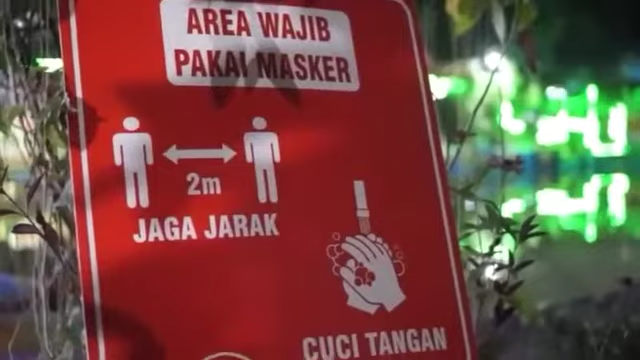 AREA WAJIB
PAKAI MASKER
2m
JAGA JARAK
CUCI TANGAN